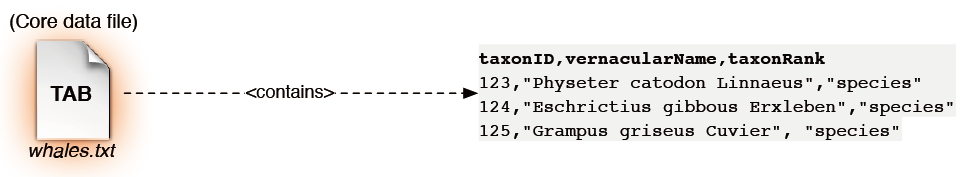 (Core data file)
TAB
whales.txt
<contains>
taxonID,vernacularName,taxonRank
123,"Physeter catodon Linnaeus","species"
124,"Eschrictius gibbous Erxleben","species"
125,"Grampus griseus Cuvier", "species"